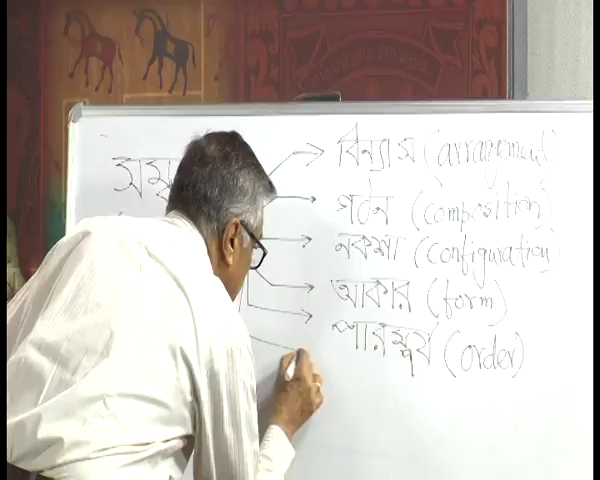 বিন্যাস (arrangement)
গঠন (composition)
নকশা (configuration)
আকার (form)
পারম্পর্য (order)